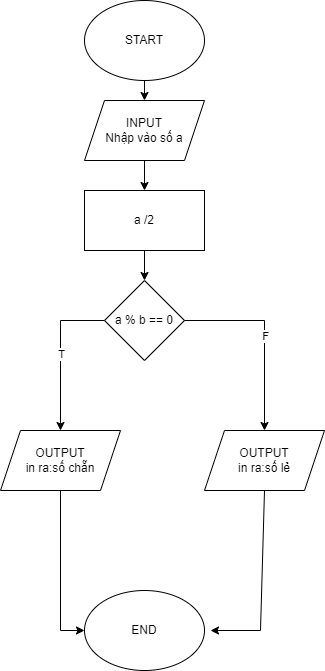 START
INPUT
Nhập vào số a
a /2
a % b == 0
T
F
OUTPUT
in ra:số chẵn
OUTPUT
in ra:số lẻ
END